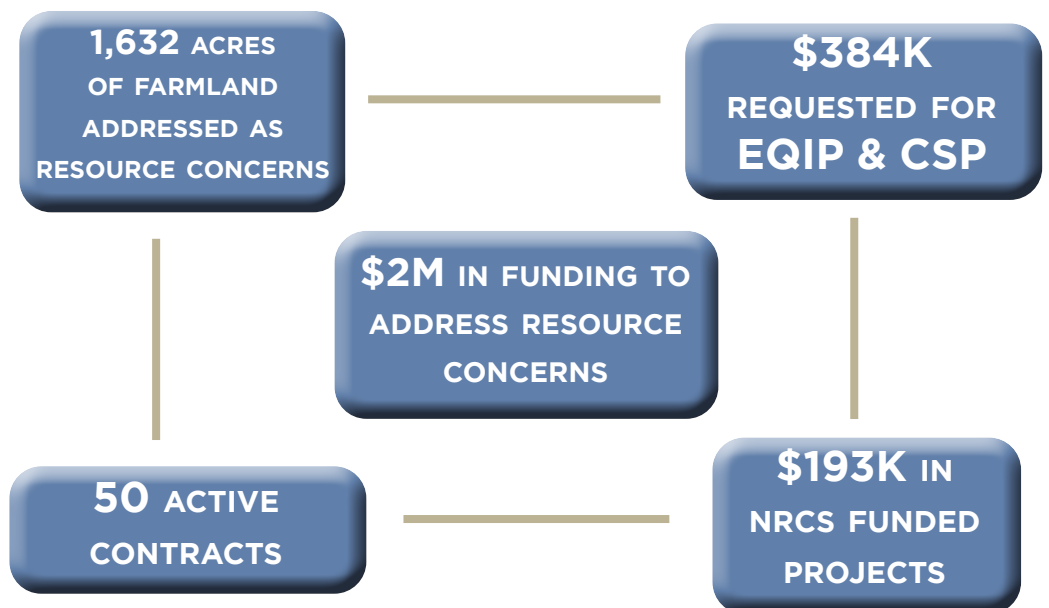 1,632 ACRES
OF FARMLAND
ADDRESSED AS
RESOURCE CONCERNS
$384K
REQUESTED FOR
EQIP & CSP
$2M IN FUNDING TO
ADDRESS RESOURCE
CONCERNS
50 ACTIVE
CONTRACTS
$193K IN
NRCS FUNDED
PROJECTS